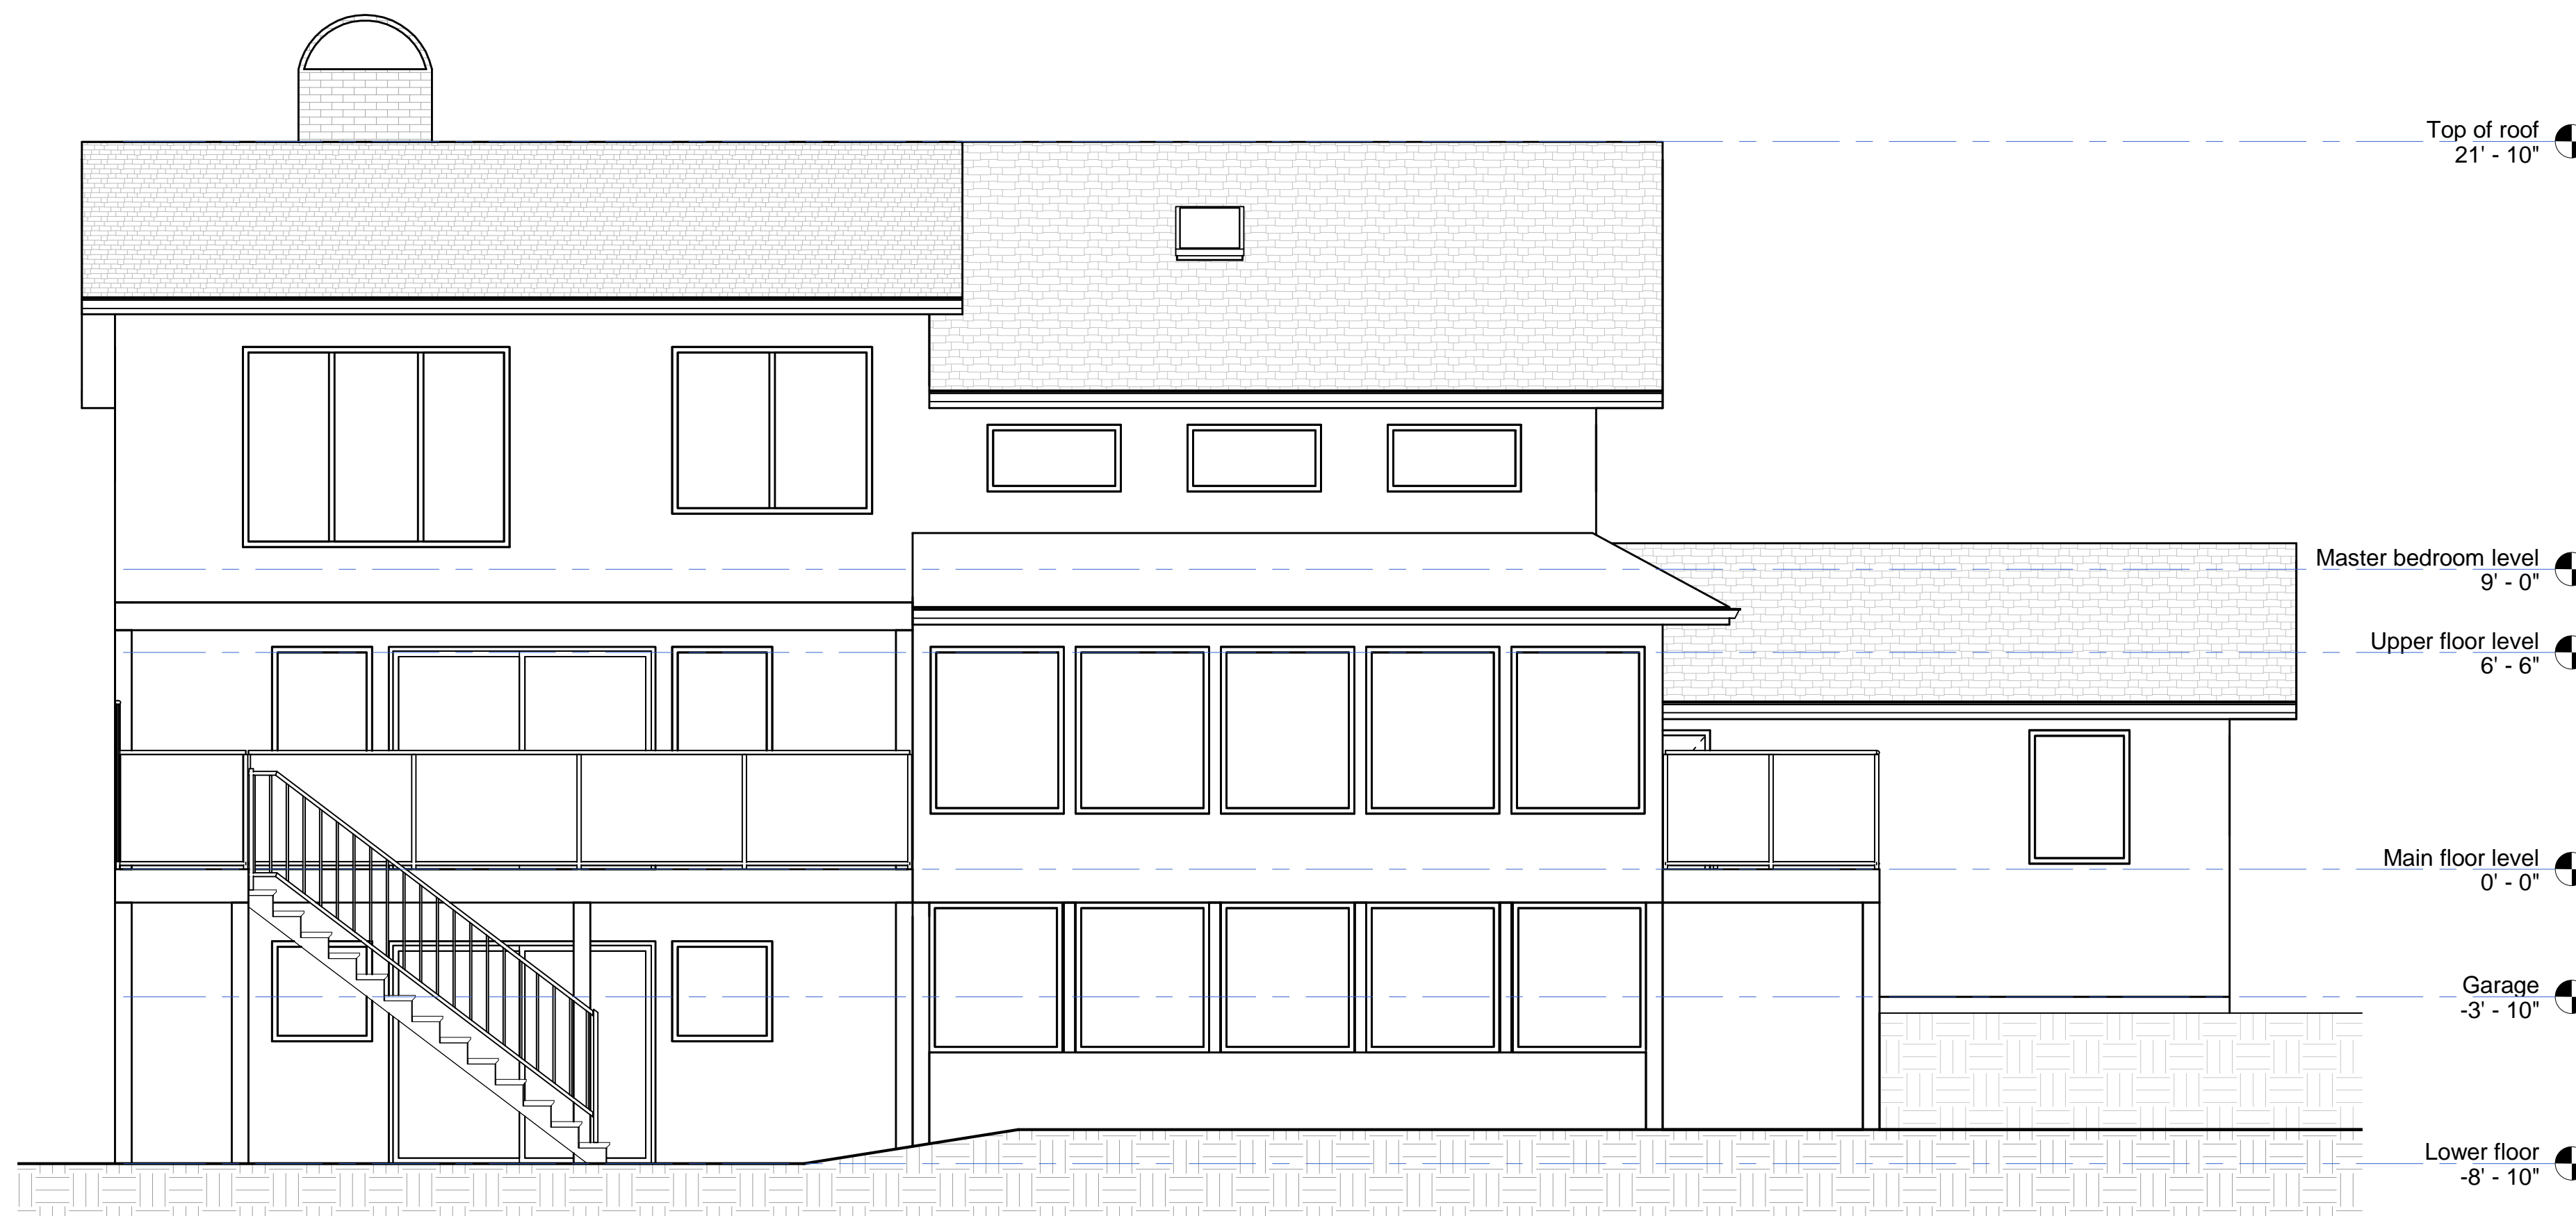 Top of roof
21' - 10"
Master bedroom level
9' - 0"
Upper floor level
6' - 6"
Main floor level
0' - 0"
Garage
-3' - 10"
Lower floor
-8' - 10"